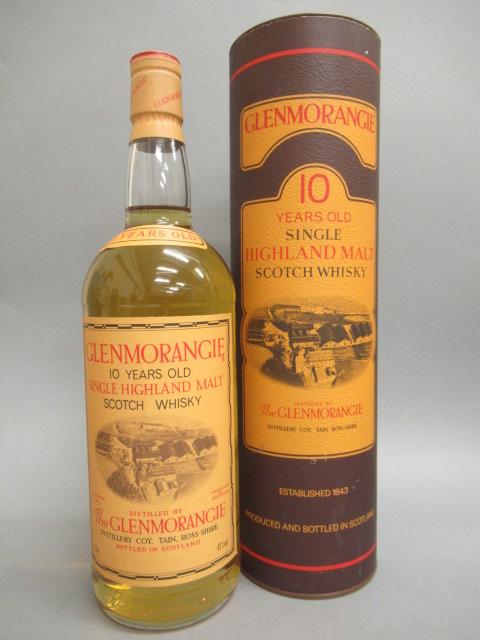 GLENMORANGIE
YEARS OLD
GLENMORANGIE
10 YEARS OLD
SINGLE HIGHLAND MALT
SCOTCH WHISKY
DISTILLED BY
The GLENMORANGIE
DISTILLERY COY, TAIN, ROSS-SHIRE
BOTTLED IN SCOTLAND
GLENMORANGIE
10
YEARS OLD
SINGLE
HIGHLAND MALT
SCOTCH WHISKY
DISTILLED BY
The GLENMORANGIE
DISTILLERY COY, TAIN, ROSS-SHIRE
ESTABLISHED 1843
PRODUCED AND BOTTLED IN SCOTLAND